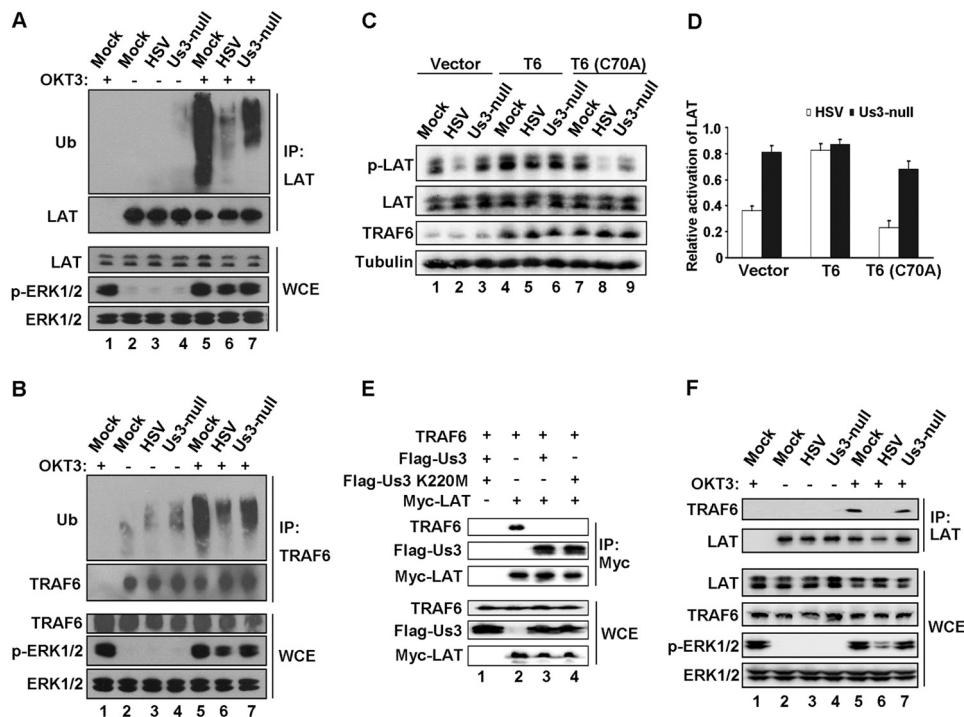 A
Mock Mock HSV Us3-null Mock HSV Us3-null
OKT3: + - - - + + +
Ub
IP:
LAT
LAT
LAT
p-ERK1/2
WCE
ERK1/2
1 2 3 4 5 6 7
B
Mock Mock HSV Us3-null Mock HSV Us3-null
OKT3: + - - - + + +
Ub
IP:
TRAF6
TRAF6
TRAF6
p-ERK1/2
WCE
ERK1/2
1 2 3 4 5 6 7
C
Vector T6 T6 (C70A)
Mock HSV Us3-null Mock HSV Us3-null Mock HSV Us3-null
p-LAT
LAT
TRAF6
Tubulin
1 2 3 4 5 6 7 8 9
D
HSV Us3-null
Relative activation of LAT
1.0
0.8
0.6
0.4
0.2
0
Vector T6 T6 (C70A)
E
TRAF6 + + + +
Flag-Us3 + - + -
Flag-Us3 K220M + - - +
Myc-LAT - + + +
TRAF6
Flag-Us3
IP:
Myc
Myc-LAT
TRAF6
Flag-Us3
WCE
Myc-LAT
1 2 3 4
F
Mock Mock HSV Us3-null Mock HSV Us3-null
OKT3: + - - - + + +
TRAF6
IP:
LAT
LAT
LAT
TRAF6
WCE
p-ERK1/2
ERK1/2
1 2 3 4 5 6 7